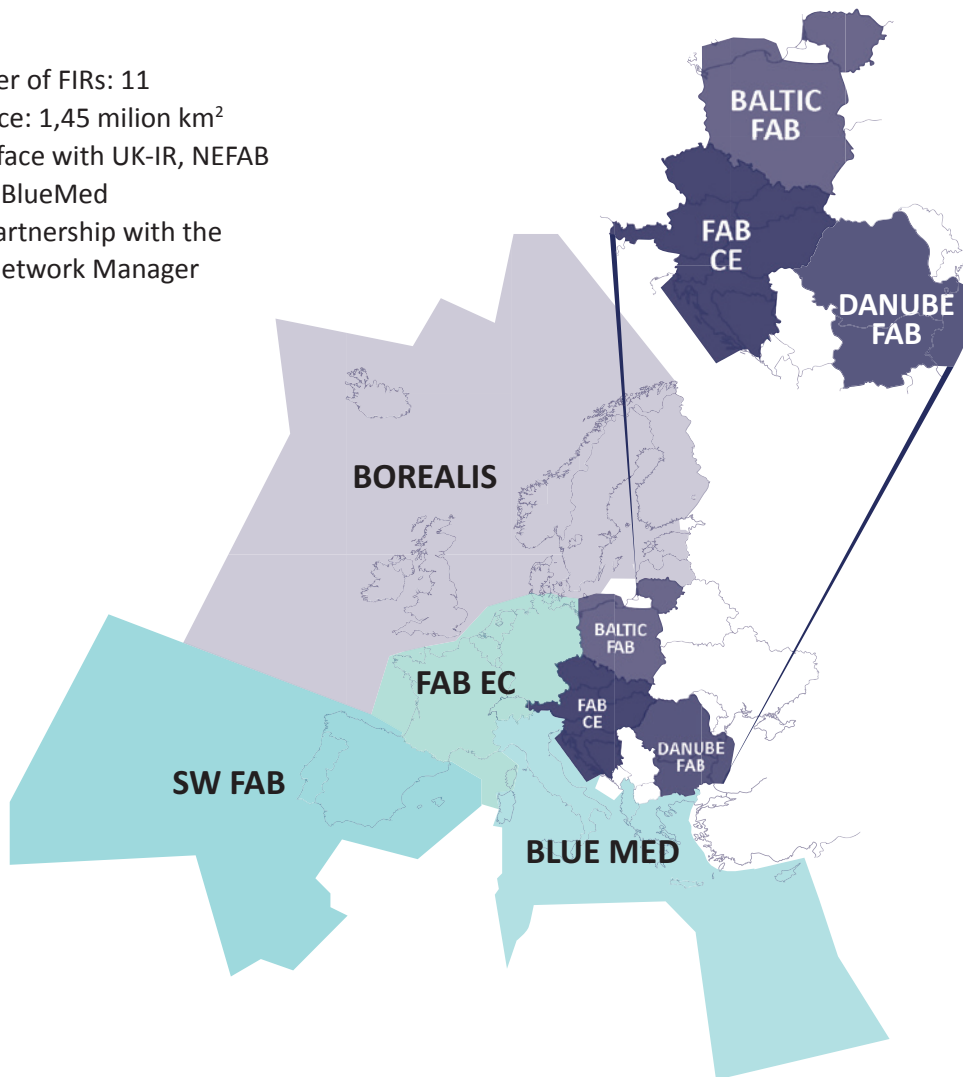 er of FIRs: 11
ce: 1,45 milion km²
face with UK-IR, NEFAB
BlueMed
artnership with the
etwork Manager
BALTIC
FAB
FAB
CE
DANUBE
FAB
BOREALIS
BALTIC
FAB
FAB EC
FAB
CE
DANUBE
FAB
SW FAB
BLUE MED